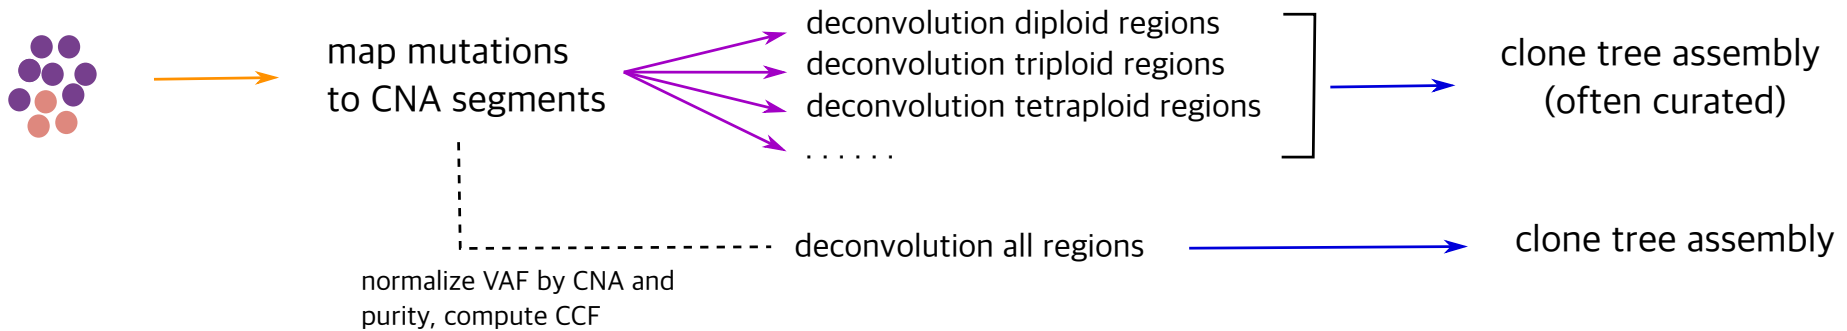 map mutations
to CNA segments
deconvolution diploid regions
deconvolution triploid regions
deconvolution tetraploid regions
. . . . . .
clone tree assembly
(often curated)
deconvolution all regions
clone tree assembly
normalize VAF by CNA and
purity, compute CCF